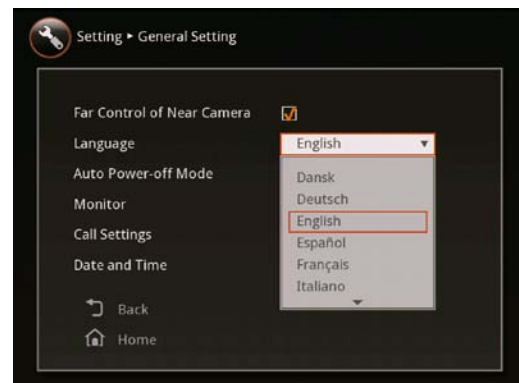 Setting ▸ General Setting
Far Control of Near Camera
Language English
Auto Power-off Mode
Monitor
Call Settings
Date and Time
Dansk
Deutsch
English
Español
Français
Italiano
Back
Home